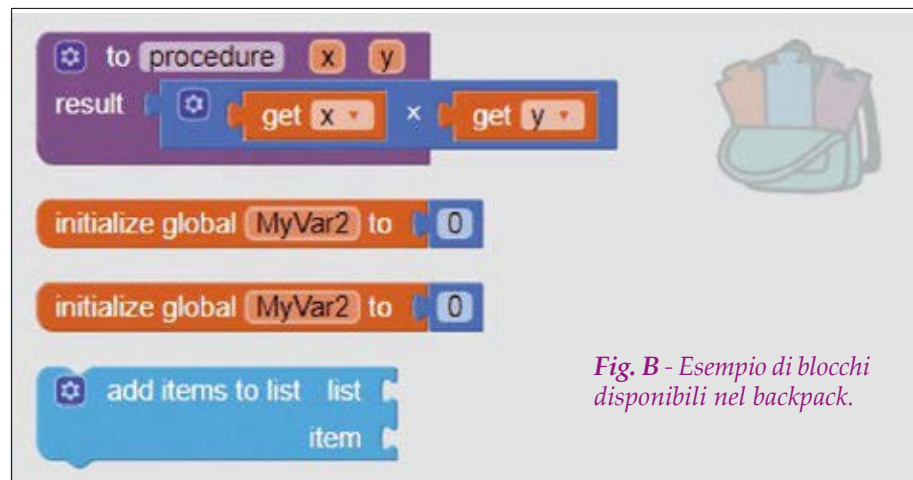 to procedure x y
result get x × get y
initialize global MyVar2 to 0
initialize global MyVar2 to 0
add items to list list
item
Fig. B - Esempio di blocchi
disponibili nel backpack.